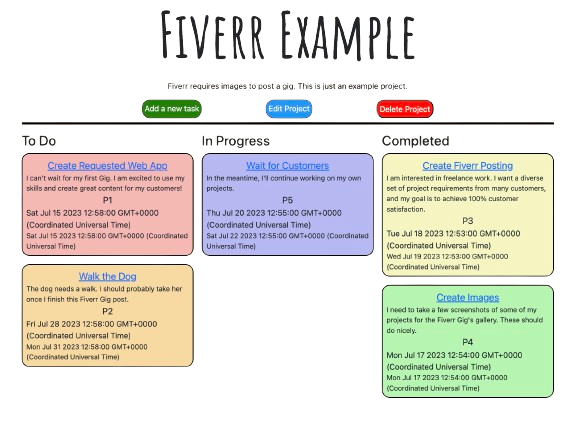 Fiverr Example
Fiverr requires images to post a gig. This is just an example project.
Add a new task
Edit Project
Delete Project
To Do
Create Requested Web App
I can't wait for my first Gig. I am excited to use my
skills and create great content for my customers!
P1
Sat Jul 15 2023 12:58:00 GMT+0000
(Coordinated Universal Time)
Sat Jul 15 2023 12:58:00 GMT+0000 (Coordinated
Universal Time)
Walk the Dog
The dog needs a walk. I should probably take her
once I finish this Fiverr Gig post.
P2
Fri Jul 28 2023 12:58:00 GMT+0000
(Coordinated Universal Time)
Mon Jul 31 2023 12:58:00 GMT+0000
(Coordinated Universal Time)
In Progress
Wait for Customers
In the meantime, I'll continue working on my own
projects.
P5
Thu Jul 20 2023 12:55:00 GMT+0000
(Coordinated Universal Time)
Sat Jul 22 2023 12:55:00 GMT+0000 (Coordinated
Universal Time)
Completed
Create Fiverr Posting
I am interested in freelance work. I want a diverse
set of project requirements from many customers,
and my goal is to achieve 100% customer
satisfaction.
P3
Tue Jul 18 2023 12:53:00 GMT+0000
(Coordinated Universal Time)
Wed Jul 19 2023 12:53:00 GMT+0000
(Coordinated Universal Time)
Create Images
I need to take a few screenshots of some of my
projects for the Fiverr Gig's gallery. These should
do nicely.
P4
Mon Jul 17 2023 12:54:00 GMT+0000
(Coordinated Universal Time)
Mon Jul 17 2023 12:54:00 GMT+0000
(Coordinated Universal Time)